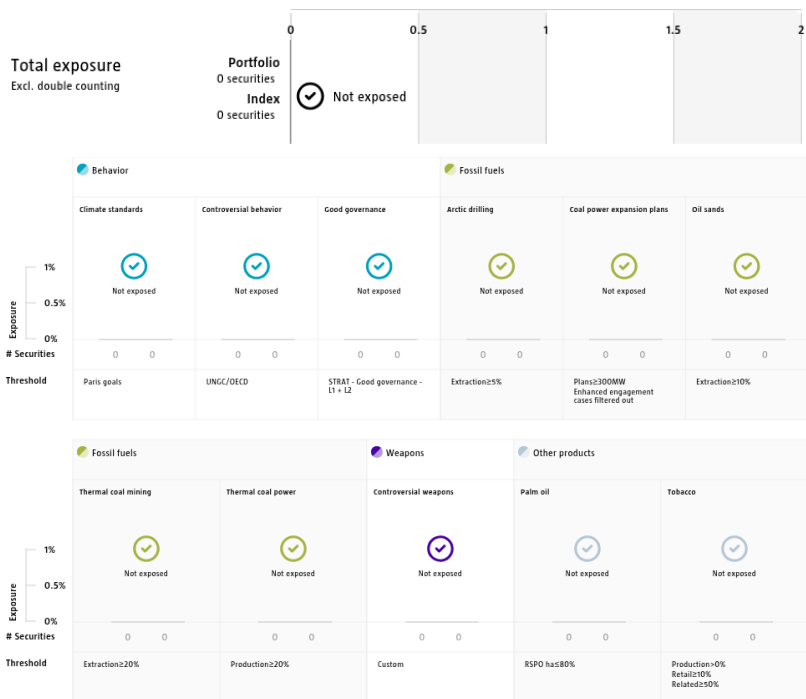 0 0.5 1 1.5 2
Total exposure
Excl. double counting
Portfolio
0 securities
Index
0 securities
Not exposed
Behavior Fossil fuels
Climate standards Controversial behavior Good governance Arctic drilling Coal power expansion plans Oil sands
Not exposed Not exposed Not exposed Not exposed Not exposed Not exposed
Exposure
1%
0.5%
0%
# Securities 0 0 0 0 0 0 0 0 0 0 0 0
Threshold Paris goals UNGC/OECD STRAT - Good governance - Extraction≥5% Plans≥300MW Extraction≥10%
L1 + L2 Enhanced engagement
cases filtered out
Fossil fuels Weapons Other products
Thermal coal mining Thermal coal power Controversial weapons Palm oil Tobacco
Not exposed Not exposed Not exposed Not exposed Not exposed
Exposure
1%
0.5%
0%
# Securities 0 0 0 0 0 0 0 0 0 0
Threshold Extraction≥20% Production≥20% Custom RSPO ha≤80% Production>0%
Retail≥10%
Related≥50%